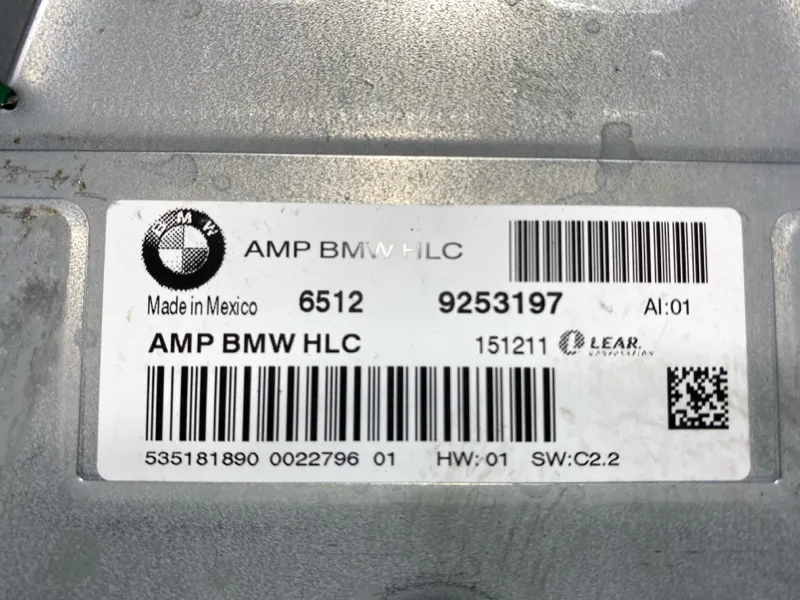 BMW
AMP BMW HLC
Made in Mexico 6512 9253197 AI:01
AMP BMW HLC 151211 LEAR.
CORPORATION
535181890 0022796 01 HW:01 SW:C2.2